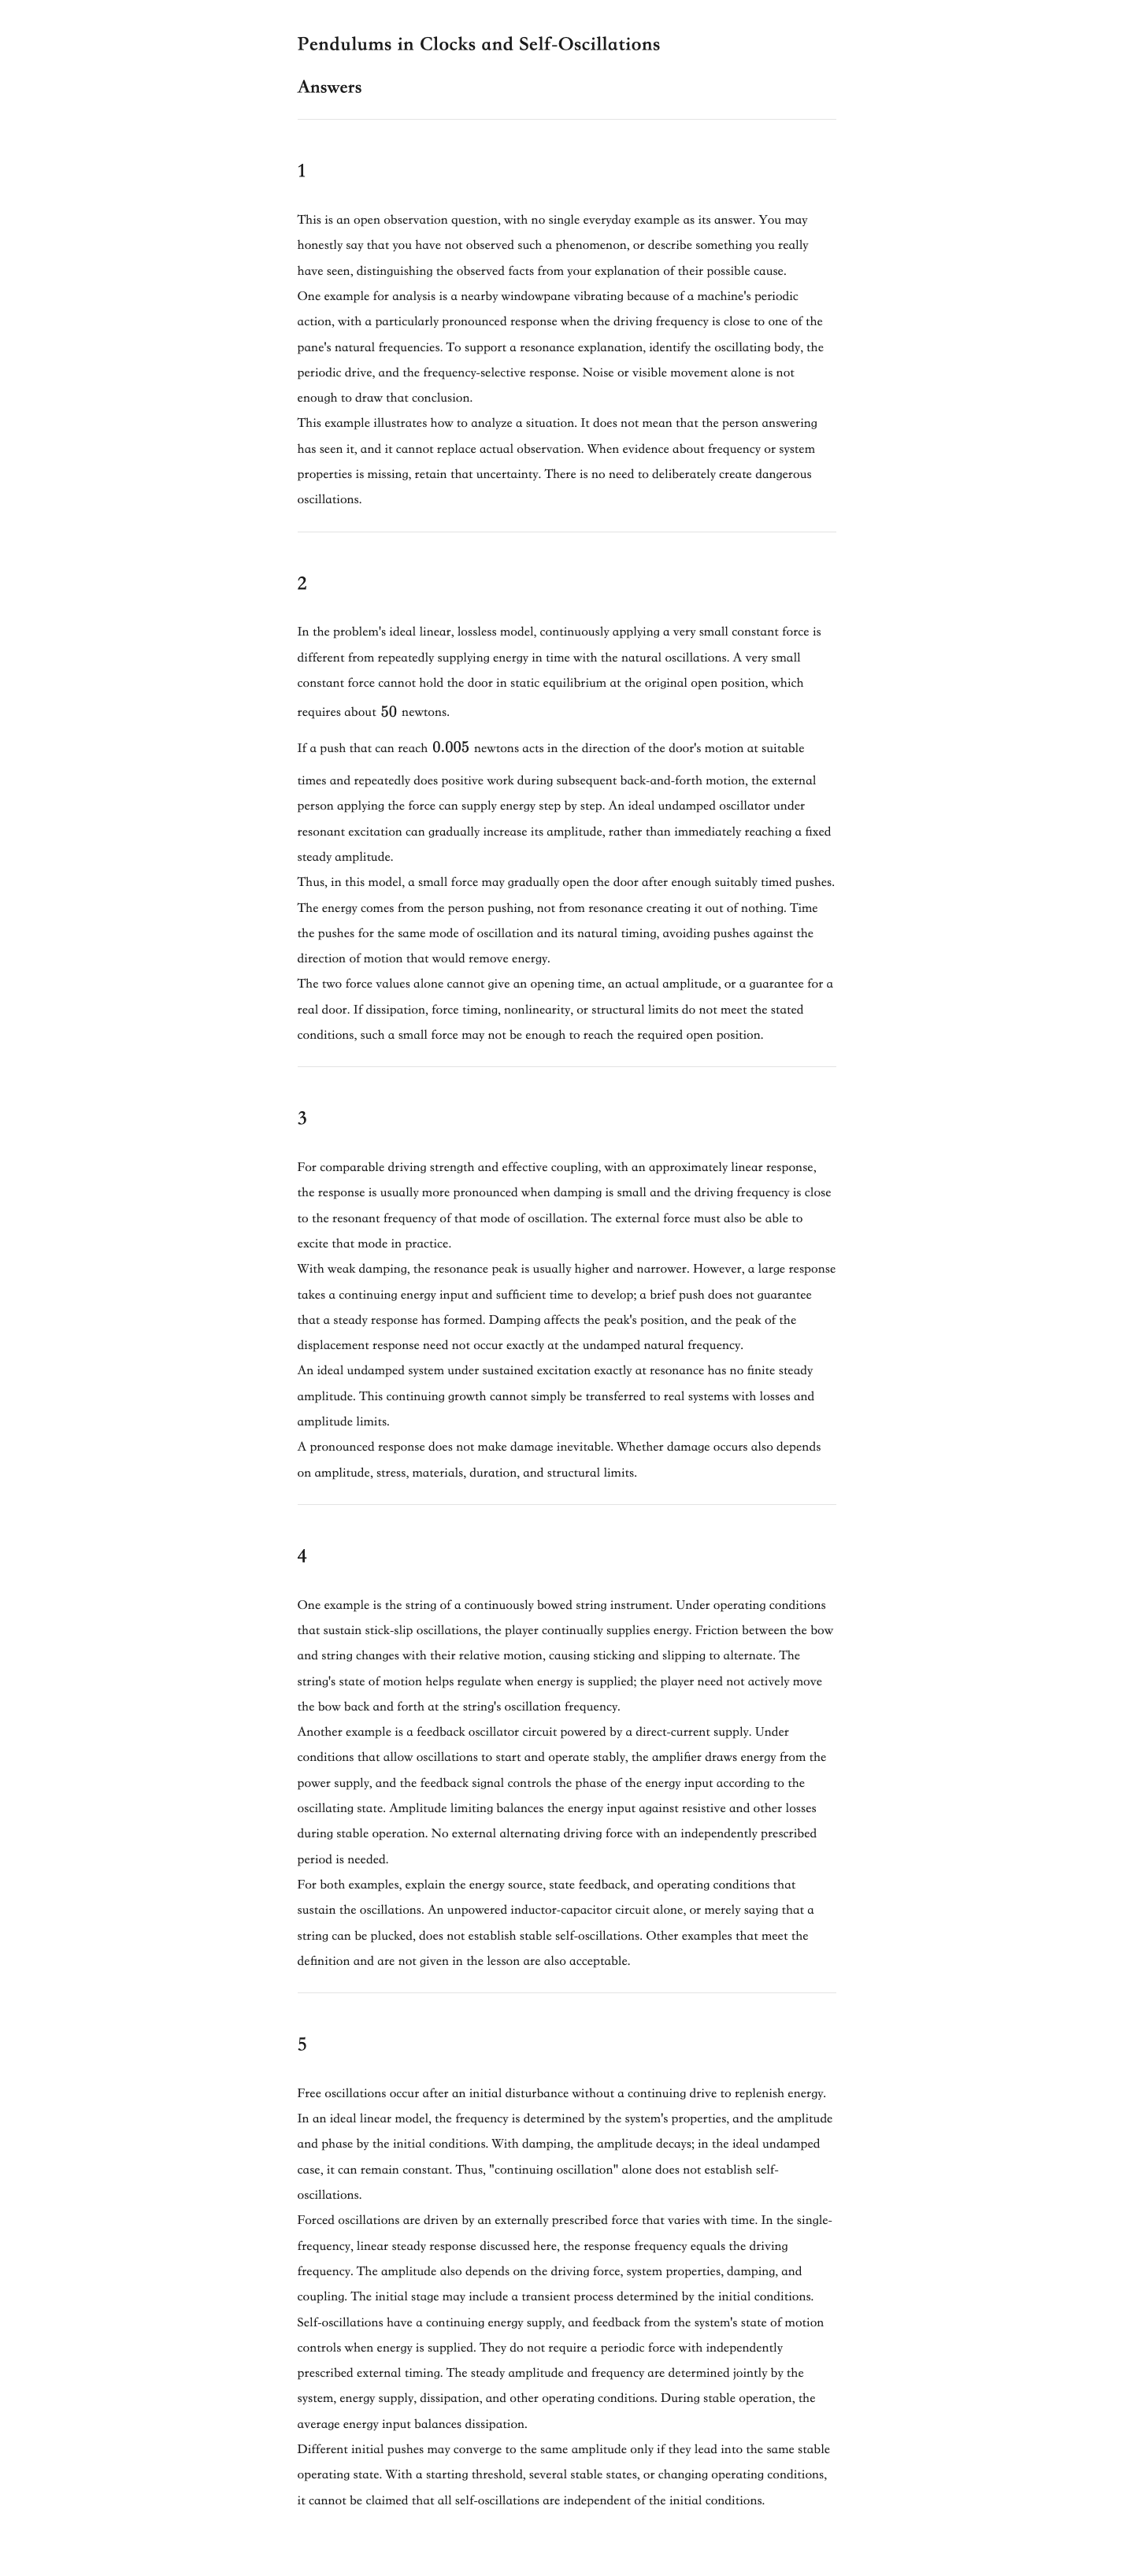 Pendulums in Clocks and Self-Oscillations
Answers
1
This is an open observation question, with no single everyday example as its answer. You may
honestly say that you have not observed such a phenomenon, or describe something you really
have seen, distinguishing the observed facts from your explanation of their possible cause.
One example for analysis is a nearby windowpane vibrating because of a machine's periodic
action, with a particularly pronounced response when the driving frequency is close to one of the
pane's natural frequencies. To support a resonance explanation, identify the oscillating body, the
periodic drive, and the frequency-selective response. Noise or visible movement alone is not
enough to draw that conclusion.
This example illustrates how to analyze a situation. It does not mean that the person answering
has seen it, and it cannot replace actual observation. When evidence about frequency or system
properties is missing, retain that uncertainty. There is no need to deliberately create dangerous
oscillations.
2
In the problem's ideal linear, lossless model, continuously applying a very small constant force is
different from repeatedly supplying energy in time with the natural oscillations. A very small
constant force cannot hold the door in static equilibrium at the original open position, which
requires about 50 newtons.
If a push that can reach 0.005 newtons acts in the direction of the door's motion at suitable
times and repeatedly does positive work during subsequent back-and-forth motion, the external
person applying the force can supply energy step by step. An ideal undamped oscillator under
resonant excitation can gradually increase its amplitude, rather than immediately reaching a fixed
steady amplitude.
Thus, in this model, a small force may gradually open the door after enough suitably timed pushes.
The energy comes from the person pushing, not from resonance creating it out of nothing. Time
the pushes for the same mode of oscillation and its natural timing, avoiding pushes against the
direction of motion that would remove energy.
The two force values alone cannot give an opening time, an actual amplitude, or a guarantee for a
real door. If dissipation, force timing, nonlinearity, or structural limits do not meet the stated
conditions, such a small force may not be enough to reach the required open position.
3
For comparable driving strength and effective coupling, with an approximately linear response,
the response is usually more pronounced when damping is small and the driving frequency is close
to the resonant frequency of that mode of oscillation. The external force must also be able to
excite that mode in practice.
With weak damping, the resonance peak is usually higher and narrower. However, a large response
takes a continuing energy input and sufficient time to develop; a brief push does not guarantee
that a steady response has formed. Damping affects the peak's position, and the peak of the
displacement response need not occur exactly at the undamped natural frequency.
An ideal undamped system under sustained excitation exactly at resonance has no finite steady
amplitude. This continuing growth cannot simply be transferred to real systems with losses and
amplitude limits.
A pronounced response does not make damage inevitable. Whether damage occurs also depends
on amplitude, stress, materials, duration, and structural limits.
4
One example is the string of a continuously bowed string instrument. Under operating conditions
that sustain stick-slip oscillations, the player continually supplies energy. Friction between the bow
and string changes with their relative motion, causing sticking and slipping to alternate. The
string's state of motion helps regulate when energy is supplied; the player need not actively move
the bow back and forth at the string's oscillation frequency.
Another example is a feedback oscillator circuit powered by a direct-current supply. Under
conditions that allow oscillations to start and operate stably, the amplifier draws energy from the
power supply, and the feedback signal controls the phase of the energy input according to the
oscillating state. Amplitude limiting balances the energy input against resistive and other losses
during stable operation. No external alternating driving force with an independently prescribed
period is needed.
For both examples, explain the energy source, state feedback, and operating conditions that
sustain the oscillations. An unpowered inductor-capacitor circuit alone, or merely saying that a
string can be plucked, does not establish stable self-oscillations. Other examples that meet the
definition and are not given in the lesson are also acceptable.
5
Free oscillations occur after an initial disturbance without a continuing drive to replenish energy.
In an ideal linear model, the frequency is determined by the system's properties, and the amplitude
and phase by the initial conditions. With damping, the amplitude decays; in the ideal undamped
case, it can remain constant. Thus, "continuing oscillation" alone does not establish self-
oscillations.
Forced oscillations are driven by an externally prescribed force that varies with time. In the single-
frequency, linear steady response discussed here, the response frequency equals the driving
frequency. The amplitude also depends on the driving force, system properties, damping, and
coupling. The initial stage may include a transient process determined by the initial conditions.
Self-oscillations have a continuing energy supply, and feedback from the system's state of motion
controls when energy is supplied. They do not require a periodic force with independently
prescribed external timing. The steady amplitude and frequency are determined jointly by the
system, energy supply, dissipation, and other operating conditions. During stable operation, the
average energy input balances dissipation.
Different initial pushes may converge to the same amplitude only if they lead into the same stable
operating state. With a starting threshold, several stable states, or changing operating conditions,
it cannot be claimed that all self-oscillations are independent of the initial conditions.